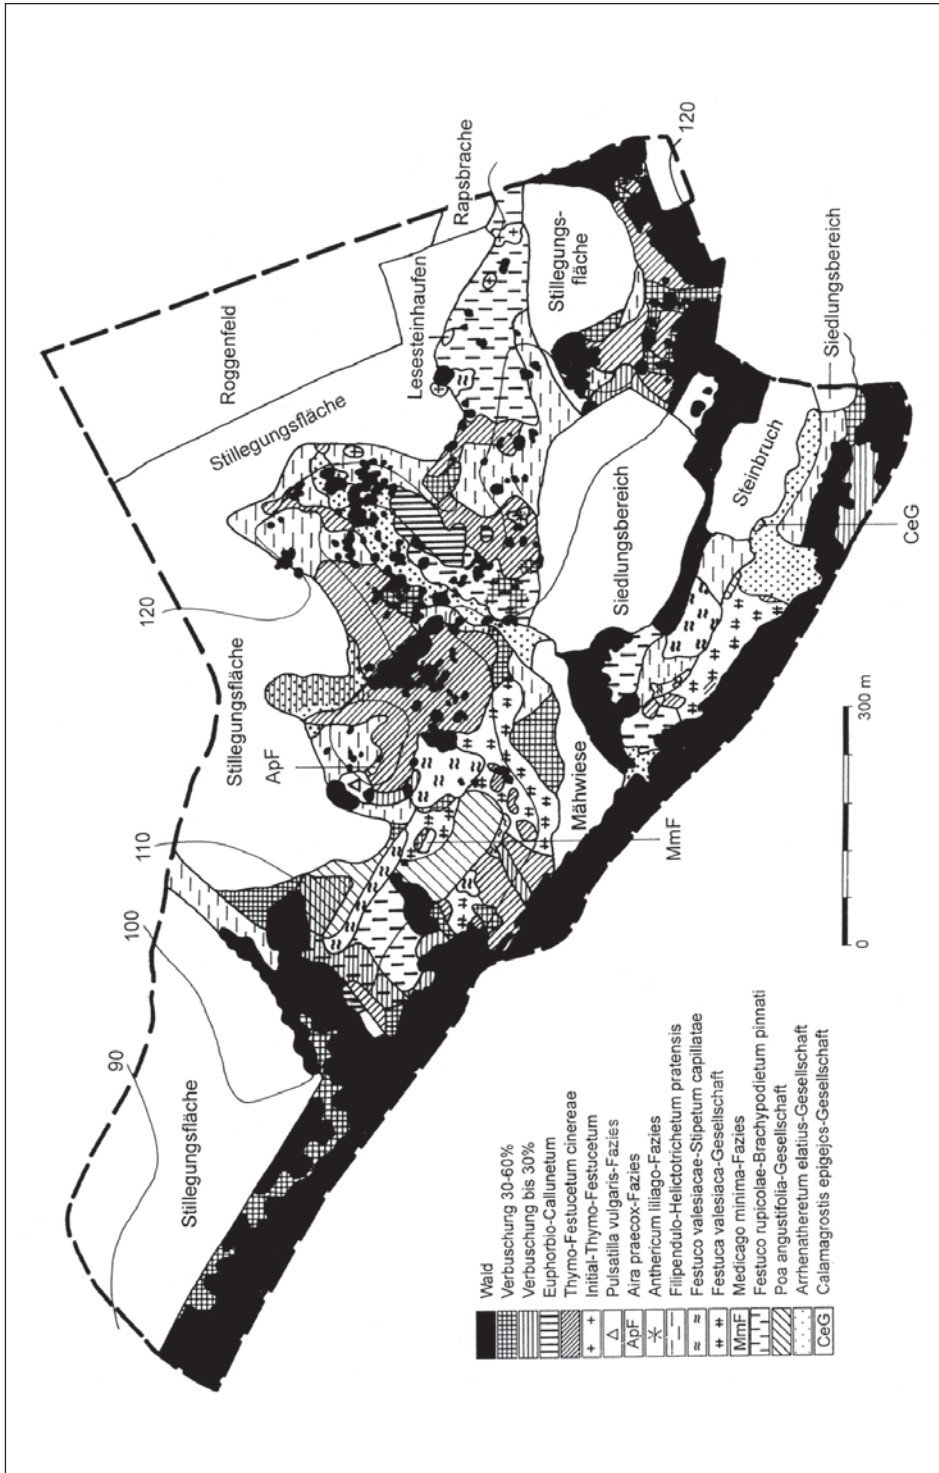 Stillegungsfläche
90
100
110
Stillegungsfläche
ApF
120
Stillegungsfläche
Roggenfeld
Lesesteinhaufen
Rapsbrache
Stillegungs-
fläche
120
Siedlungsbereich
Steinbruch
Siedlungsbereich
CeG
Mähwiese
MmF
0
300 m
Wald
Verbuschung 30-60%
Verbuschung bis 30%
Euphorbio-Callunetum
Thymo-Festucetum cinereae
+ + Initial-Thymo-Festucetum
Pulsatilla vulgaris-Fazies
ApF Aira praecox-Fazies
Anthericum liliago-Fazies
Filipendulo-Helictotrichetum pratensis
Festuco valesiacae-Stipetum capillatae
Festuca valesiaca-Gesellschaft
MmF Medicago minima-Fazies
Festuco rupicolae-Brachypodietum pinnati
Poa angustifolia-Gesellschaft
Arrhenatheretum elatius-Gesellschaft
CeG Calamagrostis epigejos-Gesellschaft